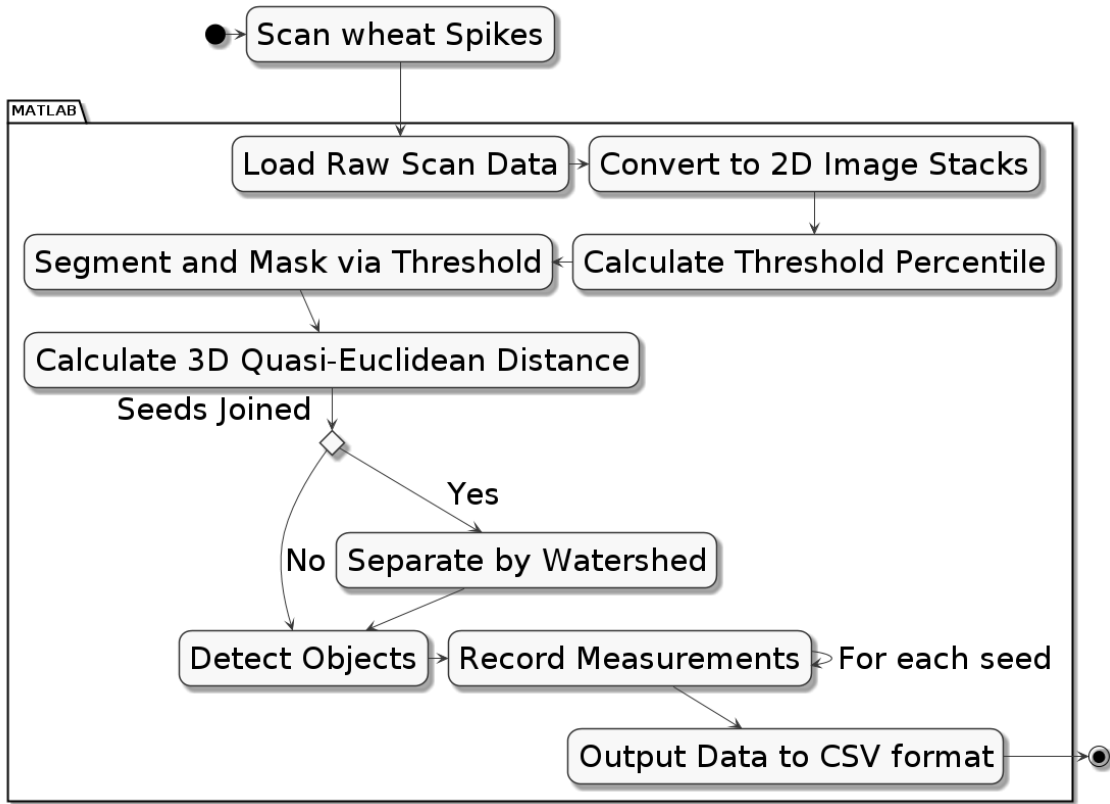 Scan wheat Spikes
MATLAB
Load Raw Scan Data
Convert to 2D Image Stacks
Segment and Mask via Threshold
Calculate Threshold Percentile
Calculate 3D Quasi-Euclidean Distance
Seeds Joined
Yes
No
Separate by Watershed
Detect Objects
Record Measurements
For each seed
Output Data to CSV format